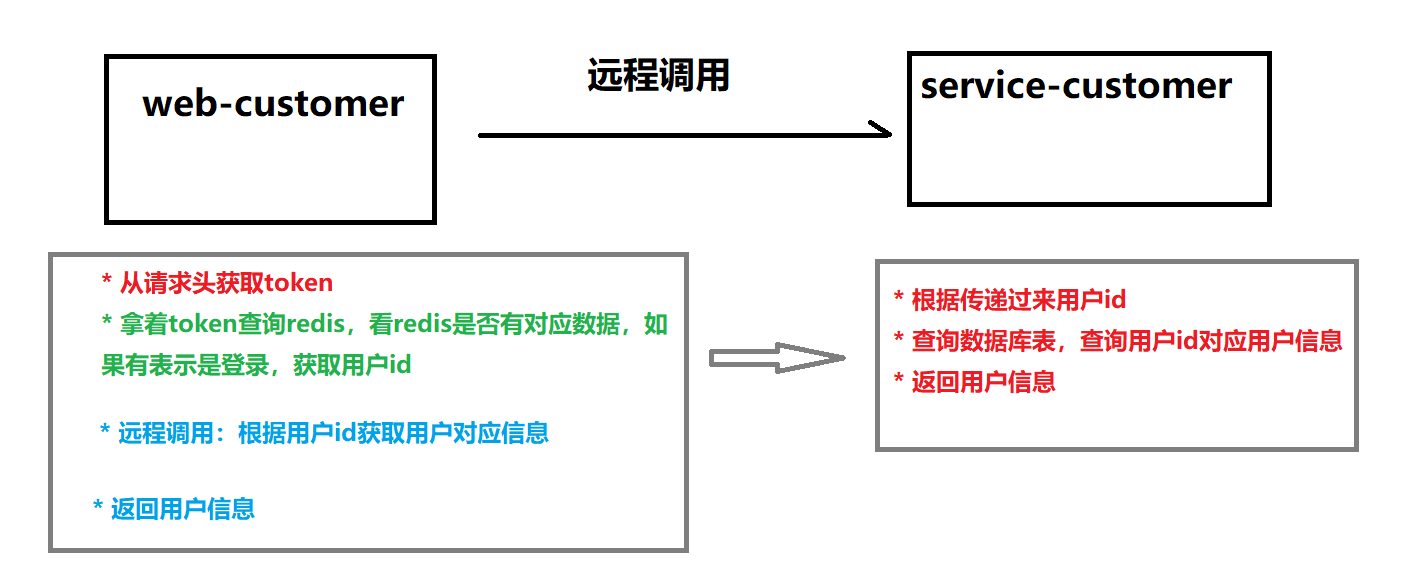 web-customer
远程调用
service-customer
* 从请求头获取token
* 拿着token查询redis，看redis是否有对应数据，如
果有表示是登录，获取用户id
* 远程调用：根据用户id获取用户对应信息
* 返回用户信息
* 根据传递过来用户id
* 查询数据库表，查询用户id对应用户信息
* 返回用户信息